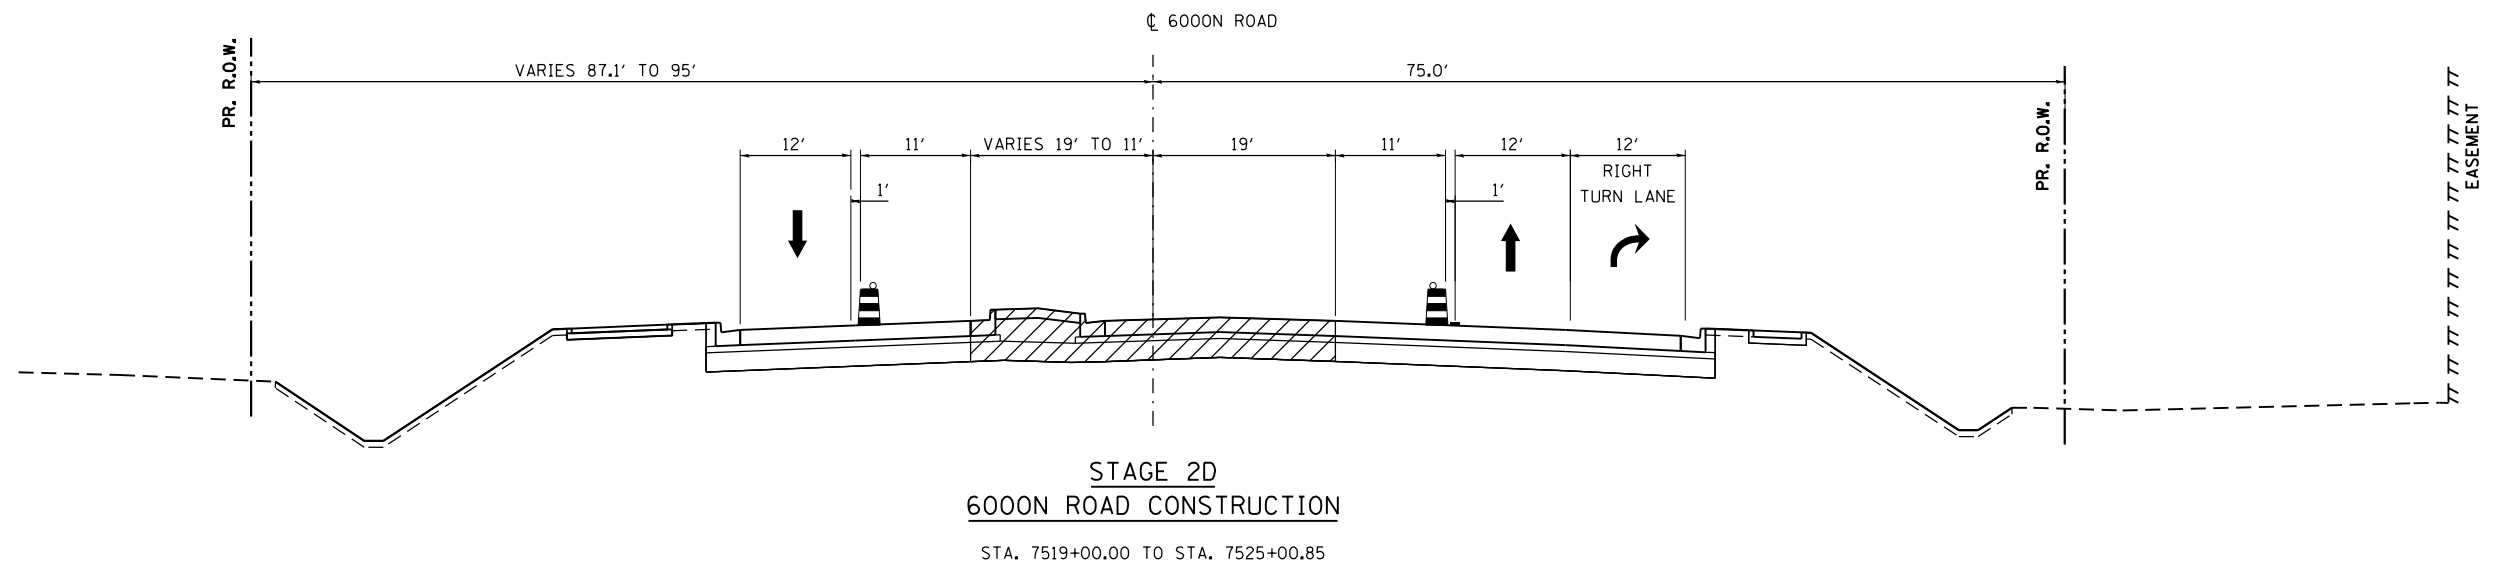 ℄ 6000N ROAD
VARIES 87.1' TO 95'
75.0'
PR. R.O.W.
PR. R.O.W.
EASEMENT
12'
11'
VARIES 19' TO 11'
19'
11'
12'
12'
RIGHT
TURN LANE
1'
1'
STAGE 2D
6000N ROAD CONSTRUCTION
STA. 7519+00.00 TO STA. 7525+00.85